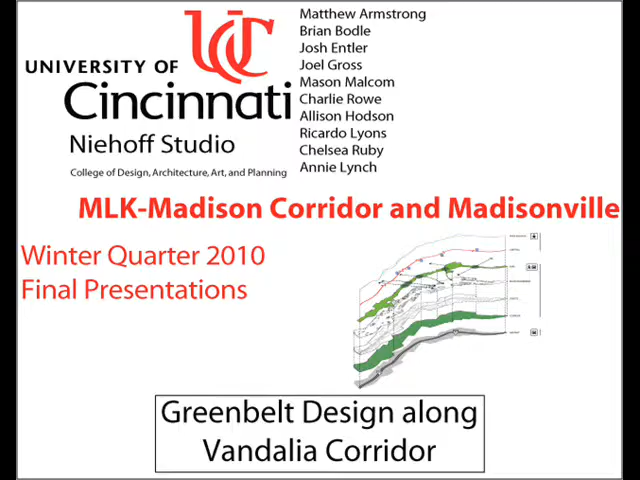 UNIVERSITY OF
Cincinnati
Niehoff Studio
College of Design, Architecture, Art, and Planning
Matthew Armstrong
Brian Bodle
Josh Entler
Joel Gross
Mason Malcom
Charlie Rowe
Allison Hodson
Ricardo Lyons
Chelsea Ruby
Annie Lynch
MLK-Madison Corridor and Madisonville
Winter Quarter 2010
Final Presentations
Greenbelt Design along
Vandalia Corridor